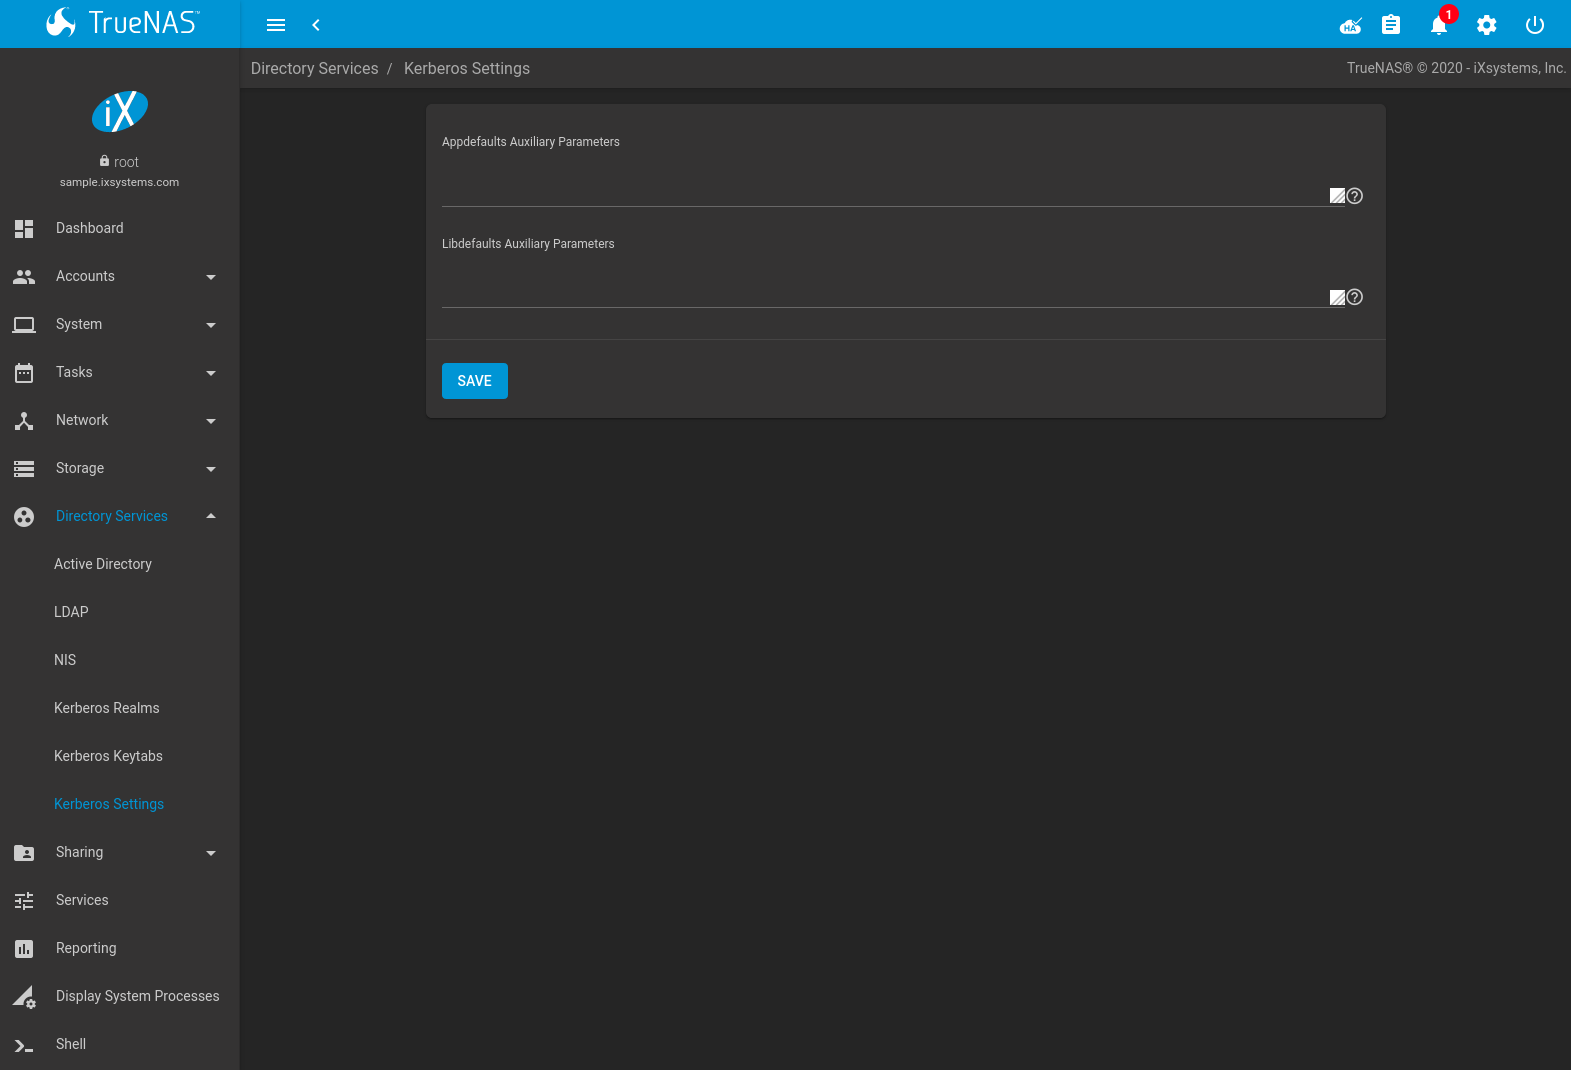 TrueNAS™
HA
1
Directory Services / Kerberos Settings
TrueNAS® © 2020 - iXsystems, Inc.
iX
root
sample.ixsystems.com
Dashboard
Accounts
System
Tasks
Network
Storage
Directory Services
Active Directory
LDAP
NIS
Kerberos Realms
Kerberos Keytabs
Kerberos Settings
Sharing
Services
Reporting
Display System Processes
Shell
Appdefaults Auxiliary Parameters
Libdefaults Auxiliary Parameters
SAVE